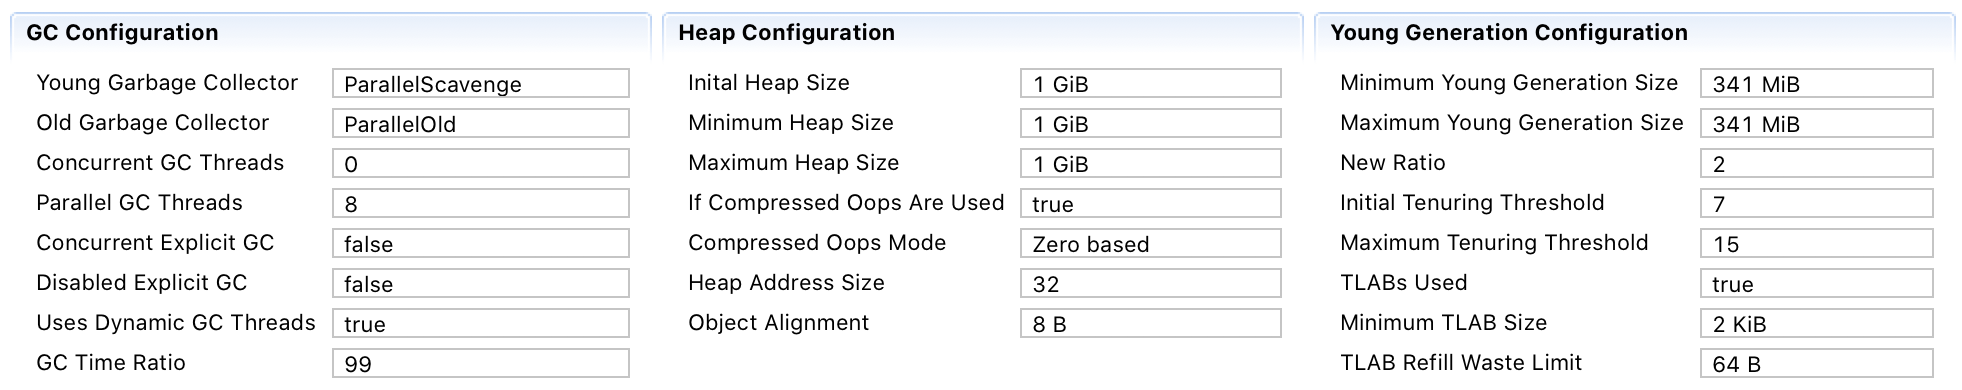 GC Configuration
Young Garbage Collector ParallelScavenge
Old Garbage Collector ParallelOld
Concurrent GC Threads 0
Parallel GC Threads 8
Concurrent Explicit GC false
Disabled Explicit GC false
Uses Dynamic GC Threads true
GC Time Ratio 99
Heap Configuration
Inital Heap Size 1 GiB
Minimum Heap Size 1 GiB
Maximum Heap Size 1 GiB
If Compressed Oops Are Used true
Compressed Oops Mode Zero based
Heap Address Size 32
Object Alignment 8 B
Young Generation Configuration
Minimum Young Generation Size 341 MiB
Maximum Young Generation Size 341 MiB
New Ratio 2
Initial Tenuring Threshold 7
Maximum Tenuring Threshold 15
TLABs Used true
Minimum TLAB Size 2 KiB
TLAB Refill Waste Limit 64 B